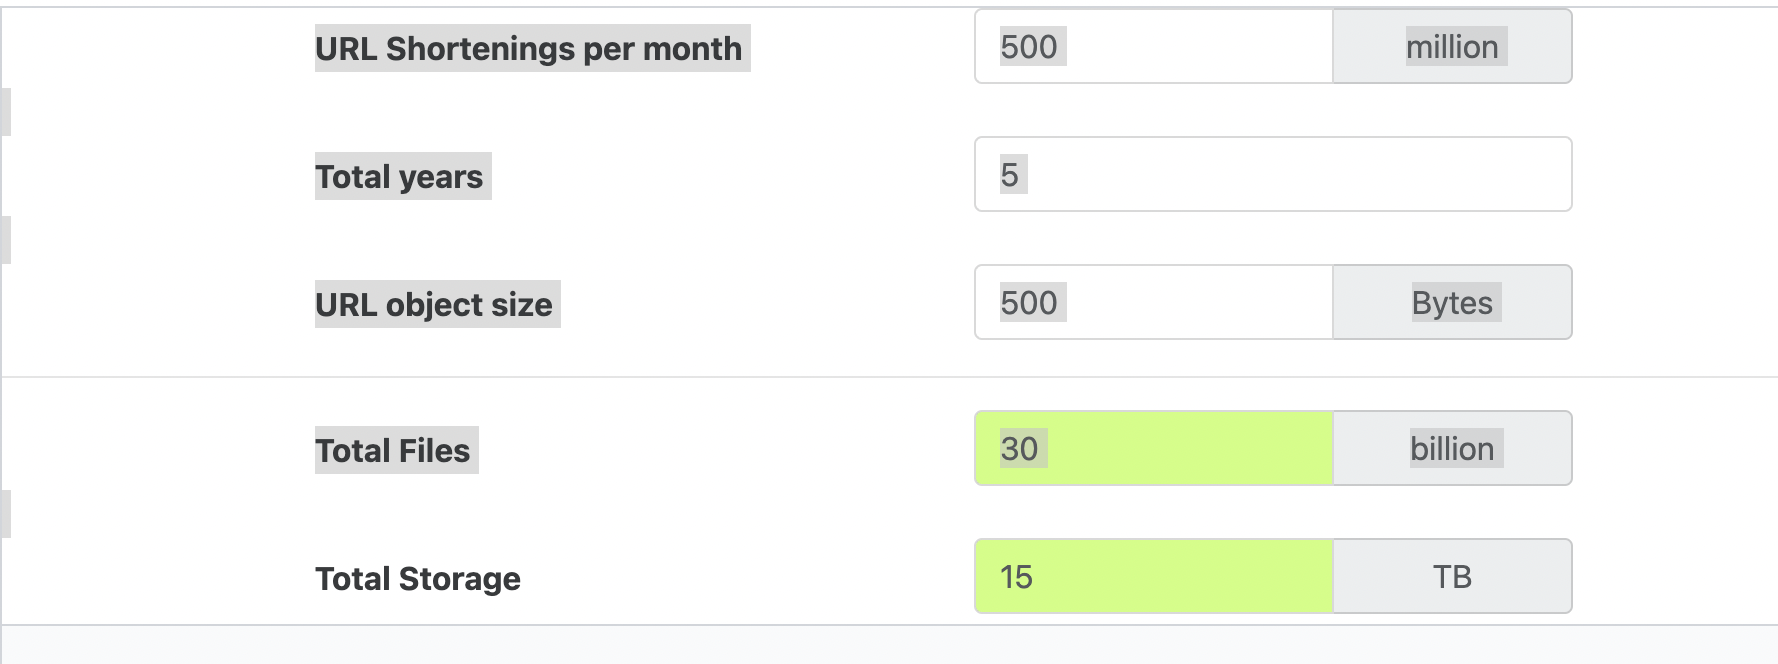 URL Shortenings per month 500 million
Total years 5
URL object size 500 Bytes
Total Files 30 billion
Total Storage 15 TB